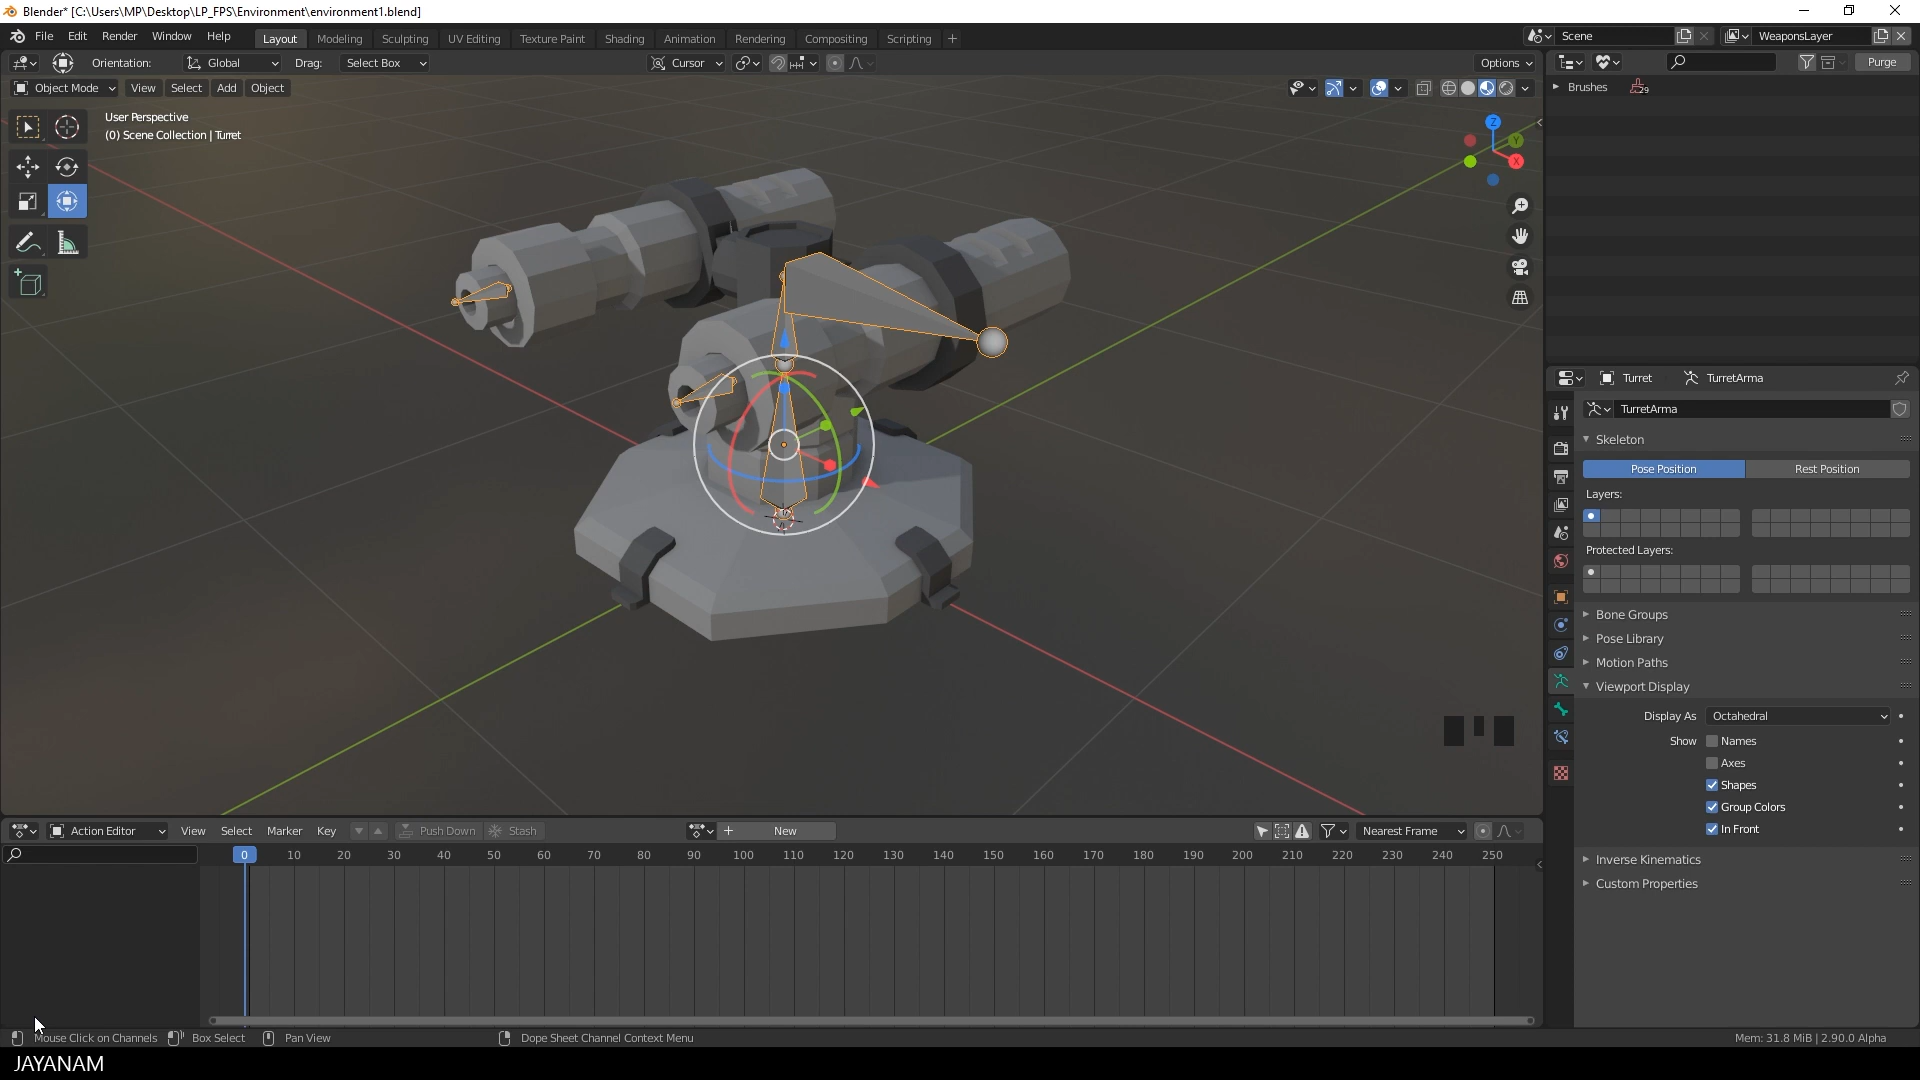 Blender* [C:\Users\MP\Desktop\LP_FPS\Environment\environment1.blend]
File Edit Render Window Help Layout Modeling Sculpting UV Editing Texture Paint Shading Animation Rendering Compositing Scripting + Scene WeaponsLayer
Orientation: Global Drag: Select Box Cursor Options Purge
Object Mode View Select Add Object Brushes 29
User Perspective
(0) Scene Collection | Turret
Z
Y
X
Turret TurretArma
TurretArma
Skeleton
Pose Position Rest Position
Layers:
Protected Layers:
Bone Groups
Pose Library
Motion Paths
Viewport Display
Display As Octahedral
Show Names
Axes
Shapes
Group Colors
In Front
Inverse Kinematics
Custom Properties
Action Editor View Select Marker Key Push Down Stash + New Nearest Frame
0 10 20 30 40 50 60 70 80 90 100 110 120 130 140 150 160 170 180 190 200 210 220 230 240 250
Mouse Click on Channels Box Select Pan View Dope Sheet Channel Context Menu Mem: 31.8 MiB | 2.90.0 Alpha
JAYANAM